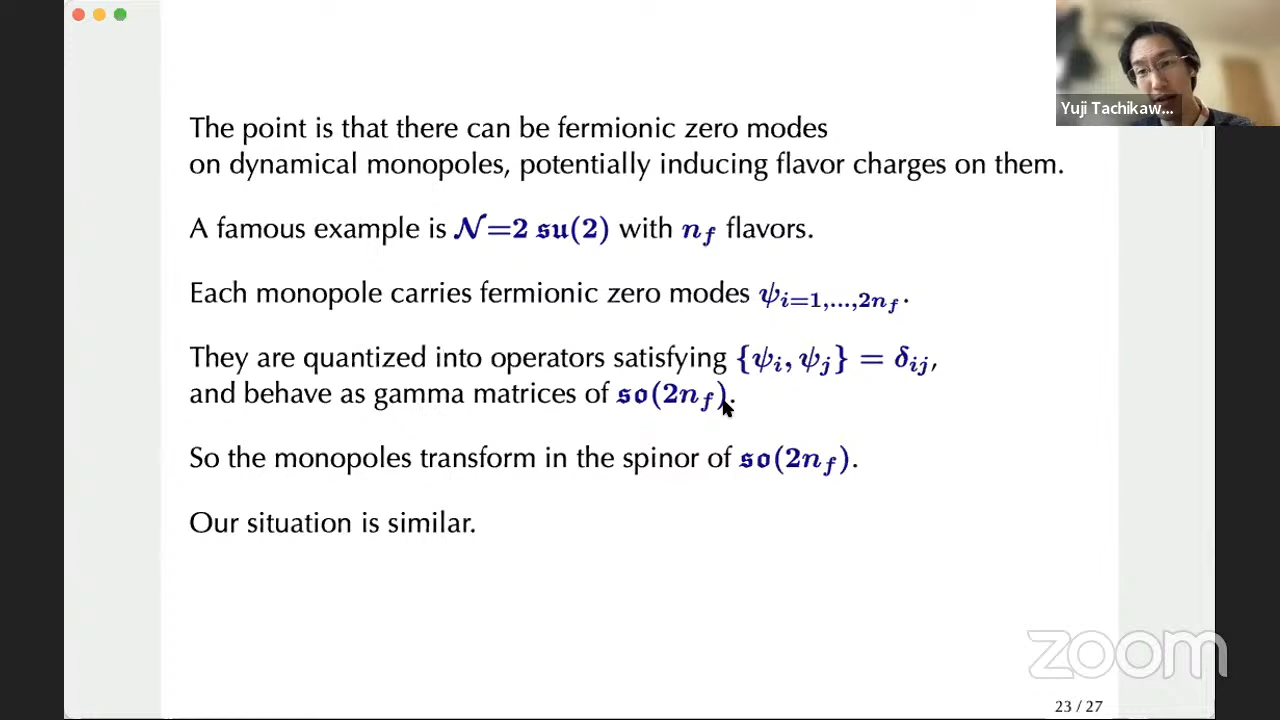 The point is that there can be fermionic zero modes
on dynamical monopoles, potentially inducing flavor charges on them.
A famous example is 𝒩=2 𝔰𝔲(2) with n_f flavors.
Each monopole carries fermionic zero modes ψ_{i=1,...,2n_f}.
They are quantized into operators satisfying {ψ_i, ψ_j} = δ_{ij},
and behave as gamma matrices of 𝔰𝔬(2n_f).
So the monopoles transform in the spinor of 𝔰𝔬(2n_f).
Our situation is similar.
Yuji Tachikaw...
zoom
23 / 27